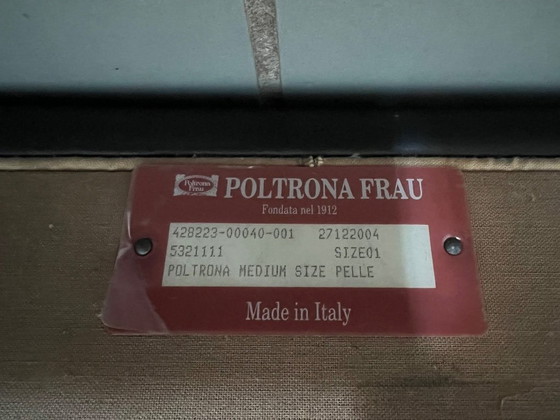 Poltrona
Frau
POLTRONA FRAU
Fondata nel 1912
428223-00040-001 27122004
5321111 SIZE01
POLTRONA MEDIUM SIZE PELLE
Made in Italy